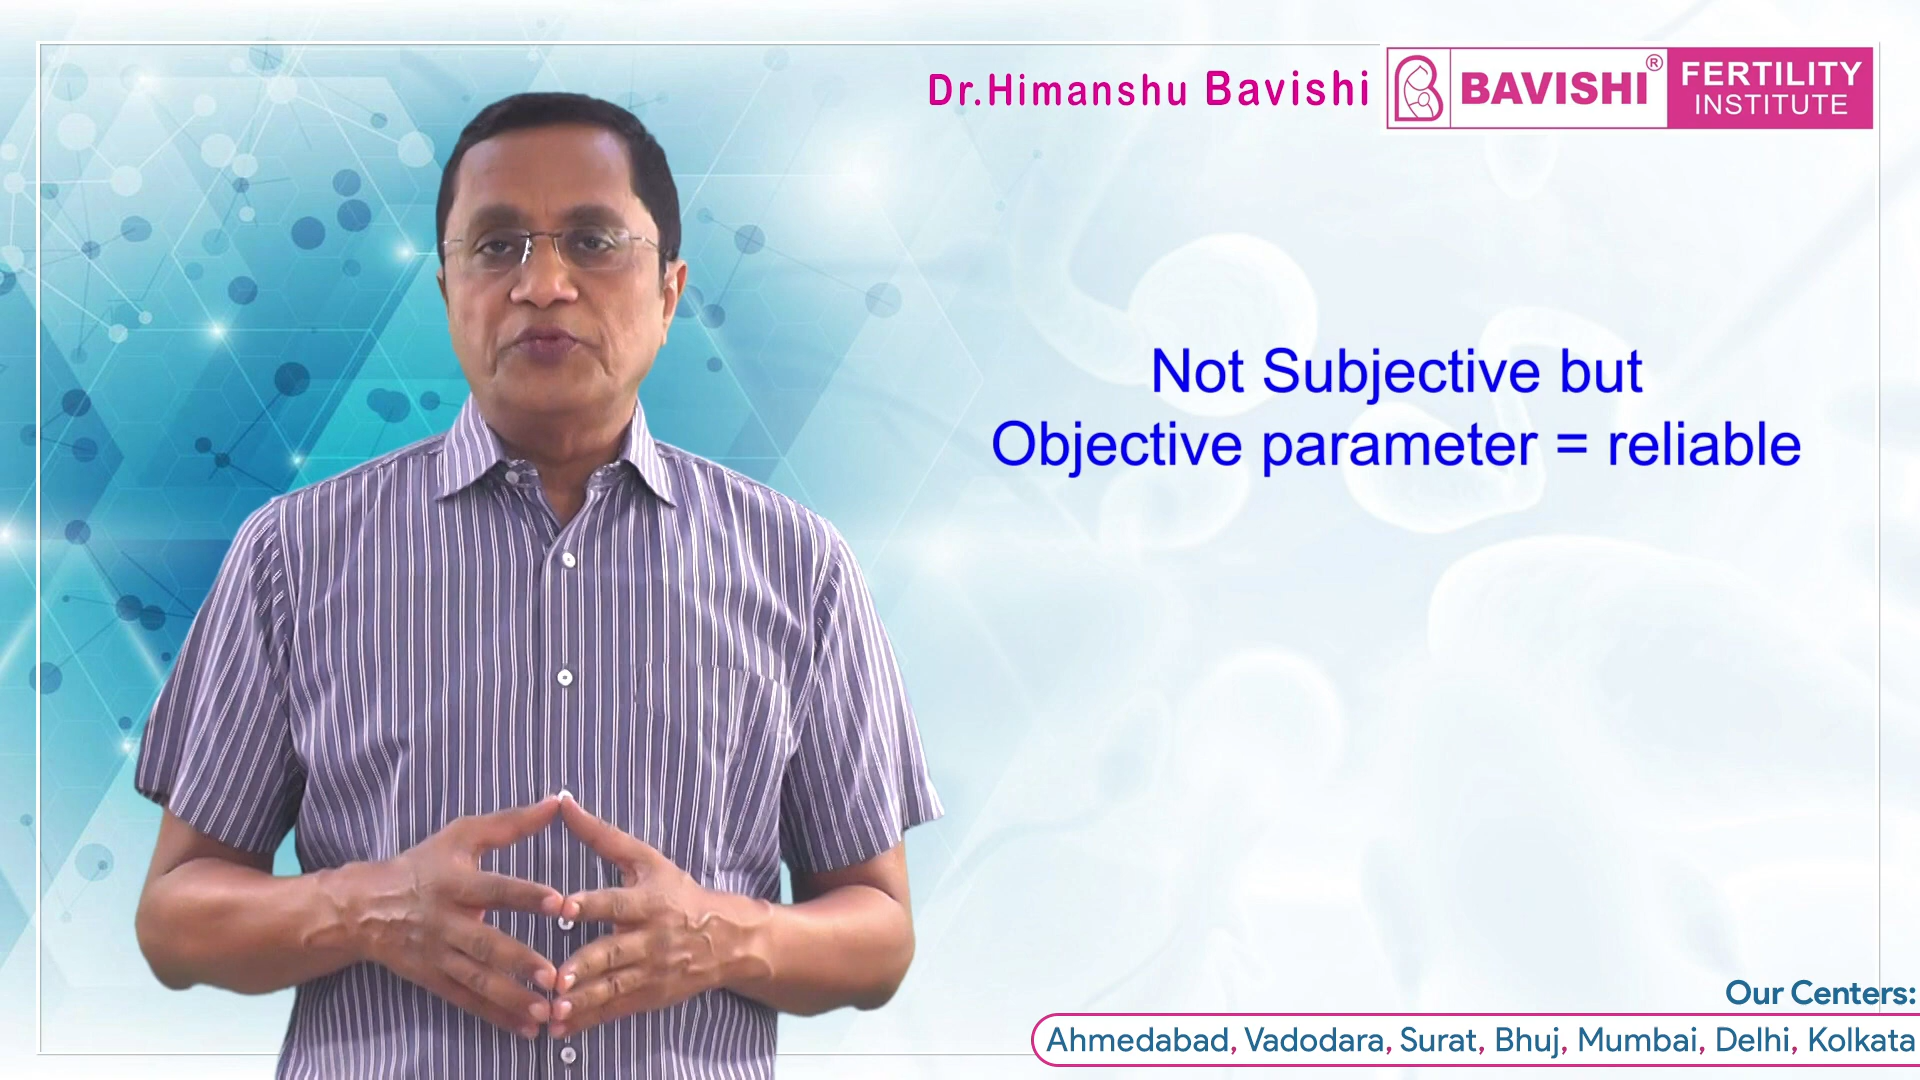 Dr.Himanshu Bavishi
BAVISHI®
FERTILITY
INSTITUTE
Not Subjective but
Objective parameter = reliable
Our Centers:
Ahmedabad, Vadodara, Surat, Bhuj, Mumbai, Delhi, Kolkata